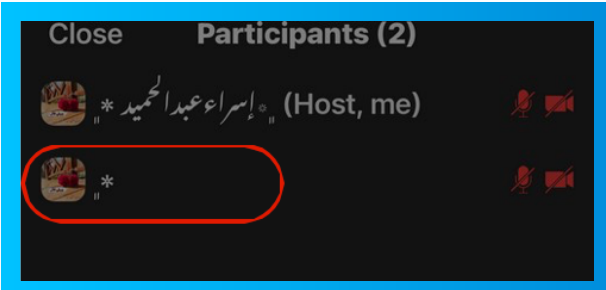 Close Participants (2)
ٍ۞إسراء عبدالحميد ٍ* (Host, me)
ٍ*